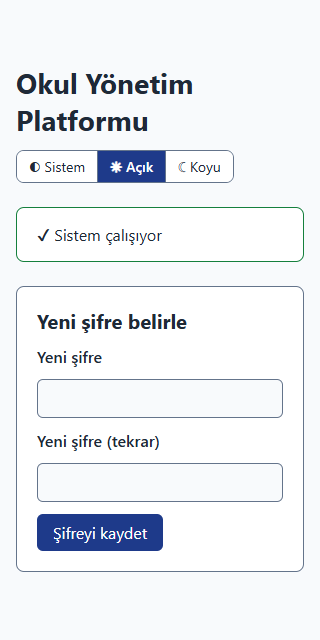 Okul Yönetim
Platformu
◐ Sistem ☀ Açık ☾ Koyu
✓ Sistem çalışıyor
Yeni şifre belirle
Yeni şifre
Yeni şifre (tekrar)
Şifreyi kaydet